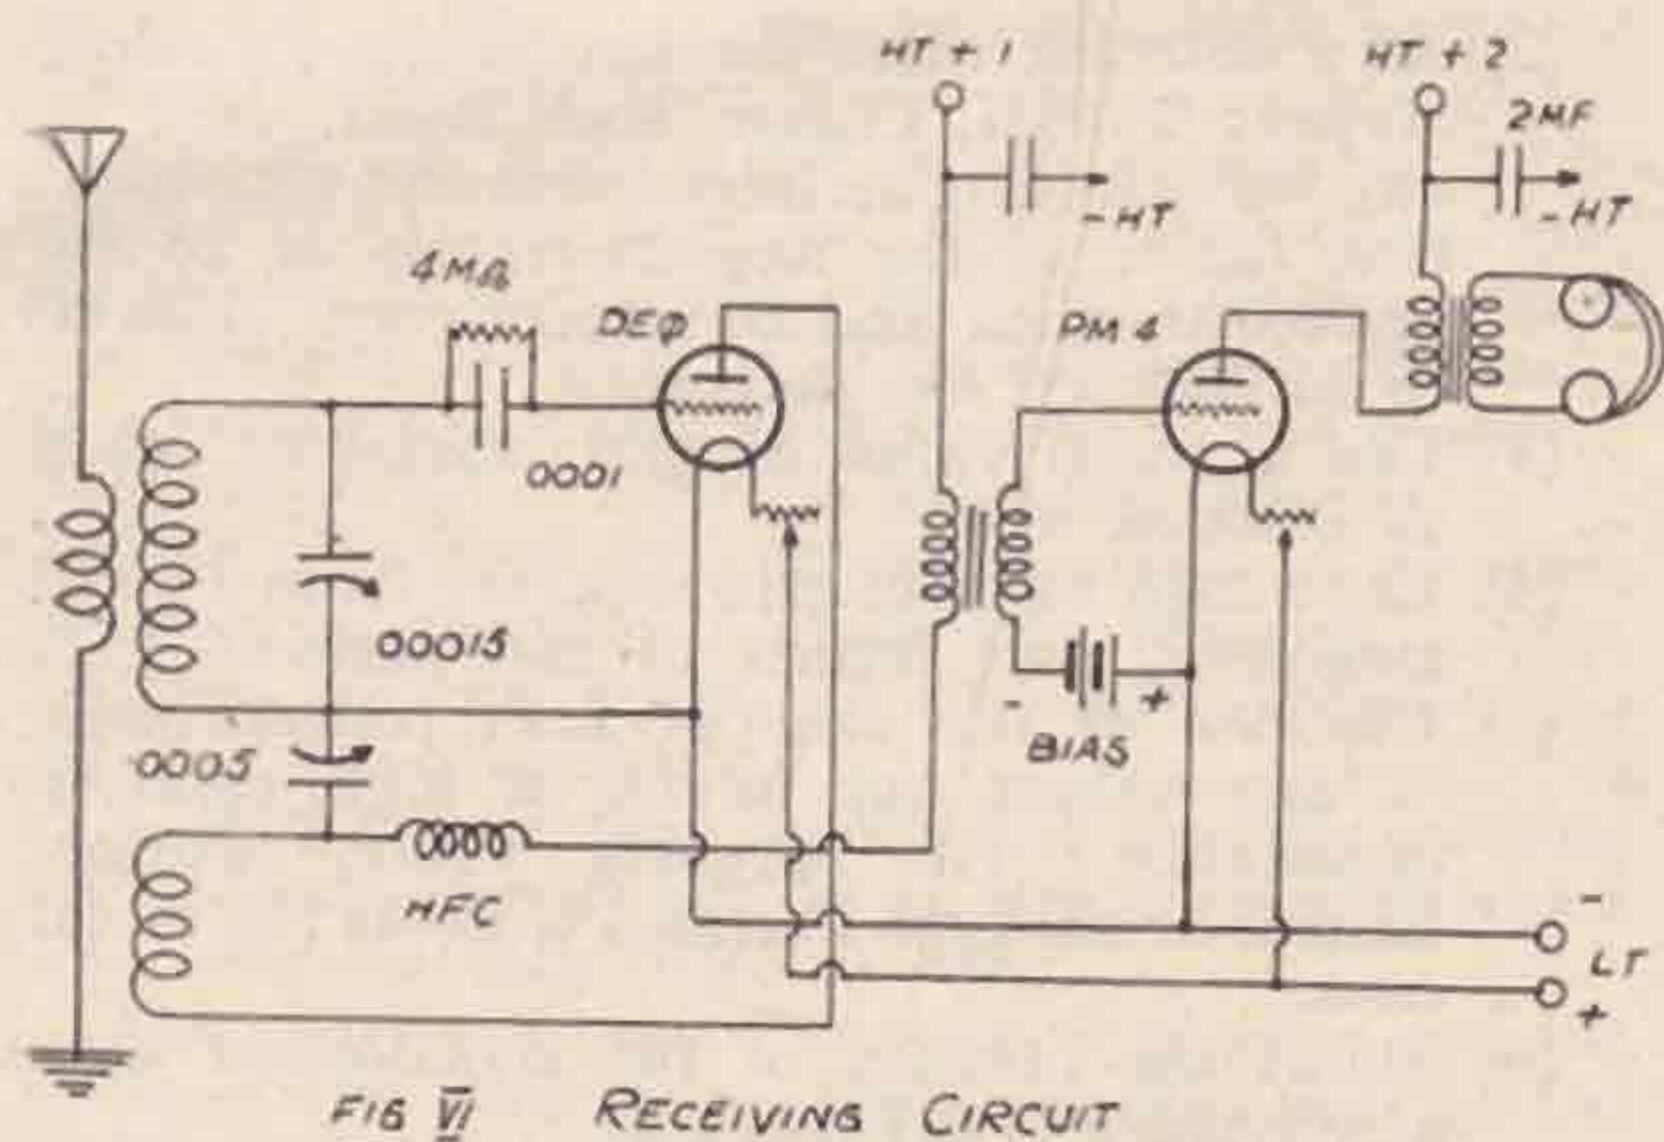 HT + 1
HT + 2
2MF
- HT
- HT
4MΩ
DEQ
PM 4
0001
00015
·0005
- +
BIAS
HFC
-
LT
+
FIG VI RECEIVING CIRCUIT